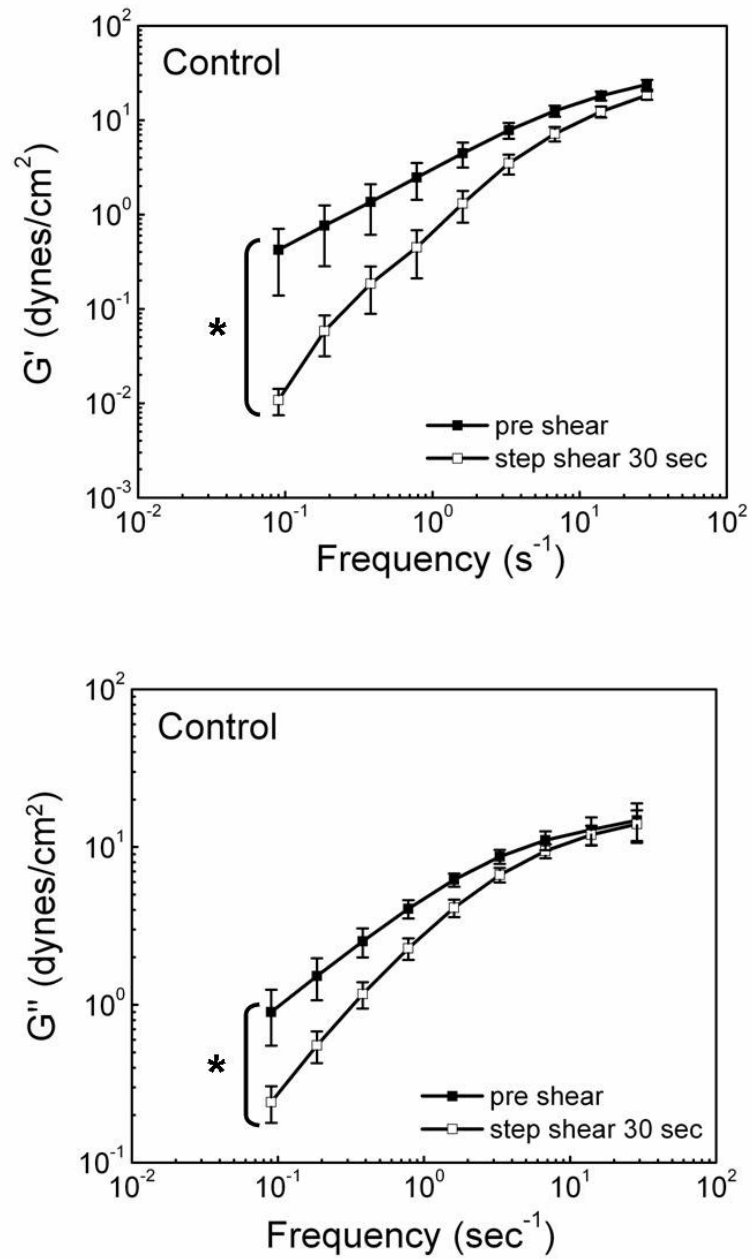 10²
Control
10¹
10⁰
10⁻¹
*
10⁻²
pre shear
step shear 30 sec
10⁻³
10⁻² 10⁻¹ 10⁰ 10¹ 10²
G' (dynes/cm²)
Frequency (s⁻¹)
10²
Control
10¹
10⁰
*
pre shear
step shear 30 sec
10⁻¹
10⁻² 10⁻¹ 10⁰ 10¹ 10²
G'' (dynes/cm²)
Frequency (sec⁻¹)